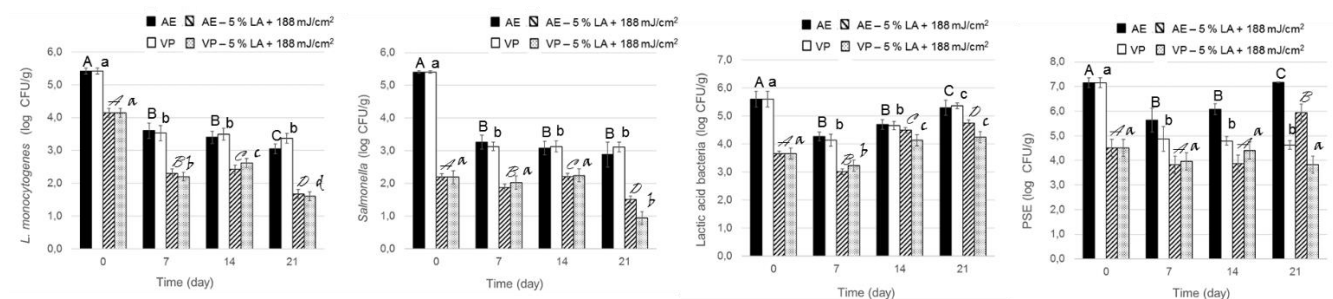 AE AE – 5 % LA + 188 mJ/cm²
VP VP – 5 % LA + 188 mJ/cm²
L. monocytogenes (log CFU/g)
6,0
5,0
4,0
3,0
2,0
1,0
0,0
A a
A a
B b
B b
B b
C c
C b
D d
0 7 14 21
Time (day)
AE AE – 5 % LA + 188 mJ/cm²
VP VP – 5 % LA + 188 mJ/cm²
Salmonella (log CFU/g)
6,0
5,0
4,0
3,0
2,0
1,0
0,0
A a
A a
B b
B a
B b
C a
B b
D b
0 7 14 21
Time (day)
AE AE – 5 % LA + 188 mJ/cm²
VP VP – 5 % LA + 188 mJ/cm²
Lactic acid bacteria (log CFU/g)
7,0
6,0
5,0
4,0
3,0
2,0
1,0
0,0
A a
A a
B b
B b
C b
C c
D c
D c
0 7 14 21
Time (day)
AE AE – 5 % LA + 188 mJ/cm²
VP VP – 5 % LA + 188 mJ/cm²
PSE (log CFU/g)
8,0
7,0
6,0
5,0
4,0
3,0
2,0
1,0
0,0
A a
A a
B b
A a
B b
A a
C b
B a
0 7 14 21
Time (day)